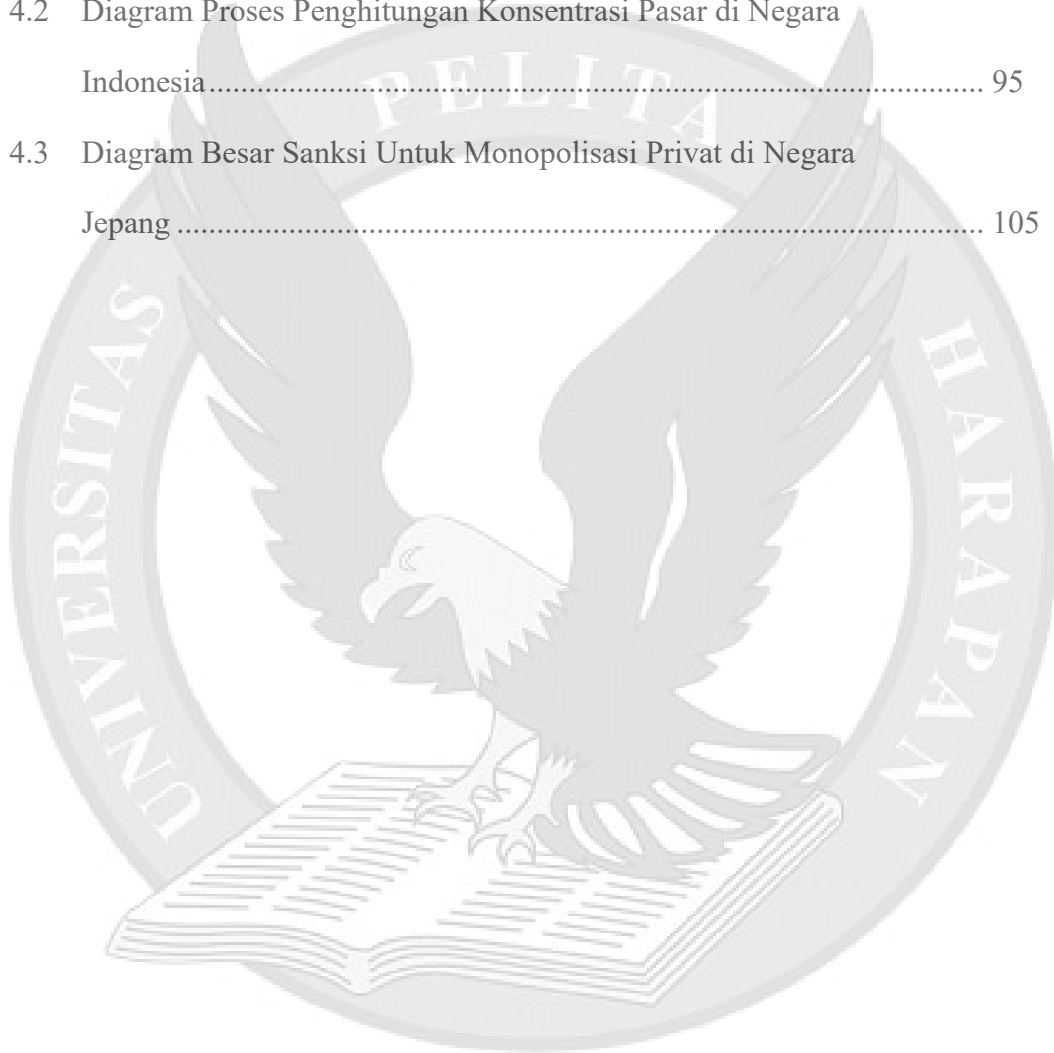 4.2 Diagram Proses Penghitungan Konsentrasi Pasar di Negara
Indonesia........................................................................................ 95
4.3 Diagram Besar Sanksi Untuk Monopolisasi Privat di Negara
Jepang ........................................................................................... 105
UNIVERSITAS PELITA HARAPAN